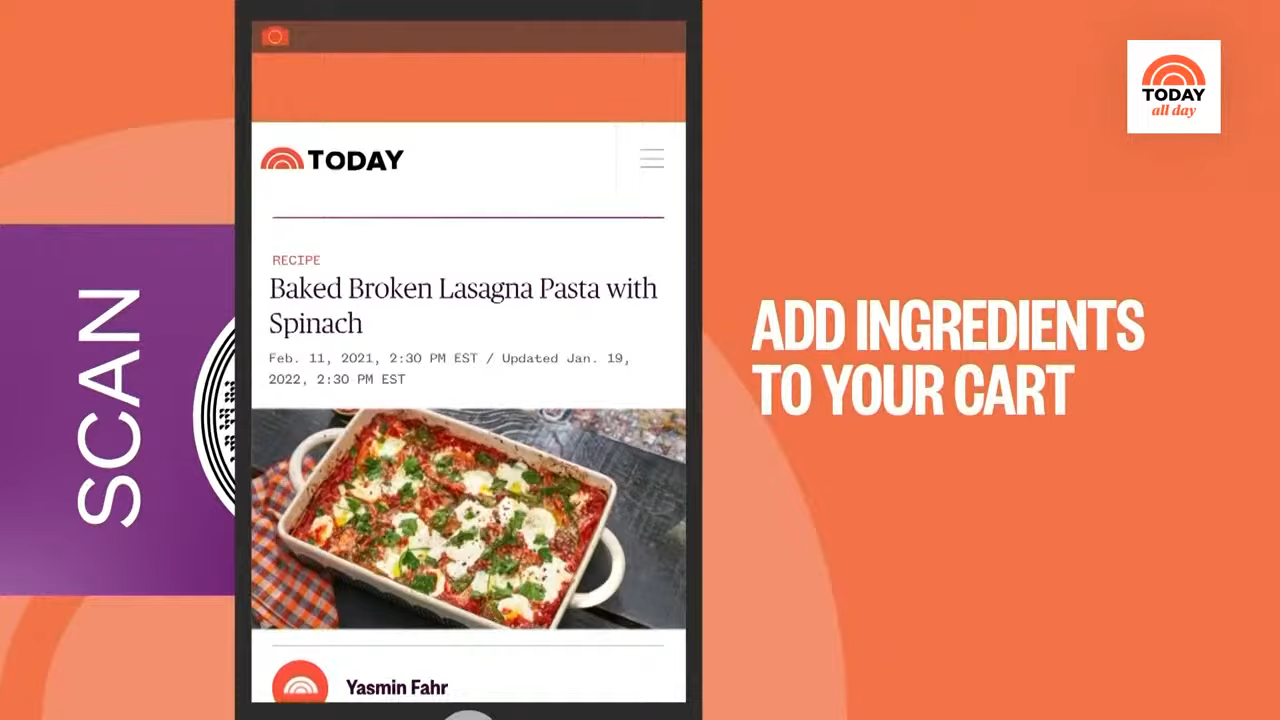 SCAN
TODAY
RECIPE
Baked Broken Lasagna Pasta with
Spinach
Feb. 11, 2021, 2:30 PM EST / Updated Jan. 19,
2022, 2:30 PM EST
Yasmin Fahr
ADD INGREDIENTS
TO YOUR CART
TODAY
all day